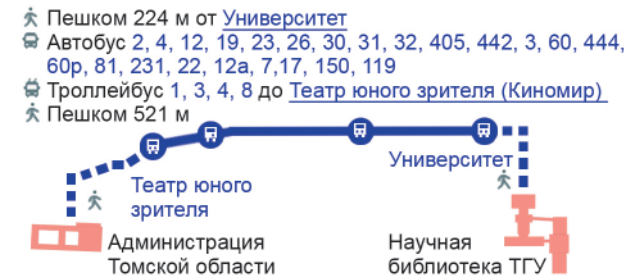 Пешком 224 м от Университет
Автобус 2, 4, 12, 19, 23, 26, 30, 31, 32, 405, 442, 3, 60, 444,
60р, 81, 231, 22, 12а, 7,17, 150, 119
Троллейбус 1, 3, 4, 8 до Театр юного зрителя (Киномир)
Пешком 521 м
Университет
Театр юного
зрителя
Администрация
Томской области
Научная
библиотека ТГУ